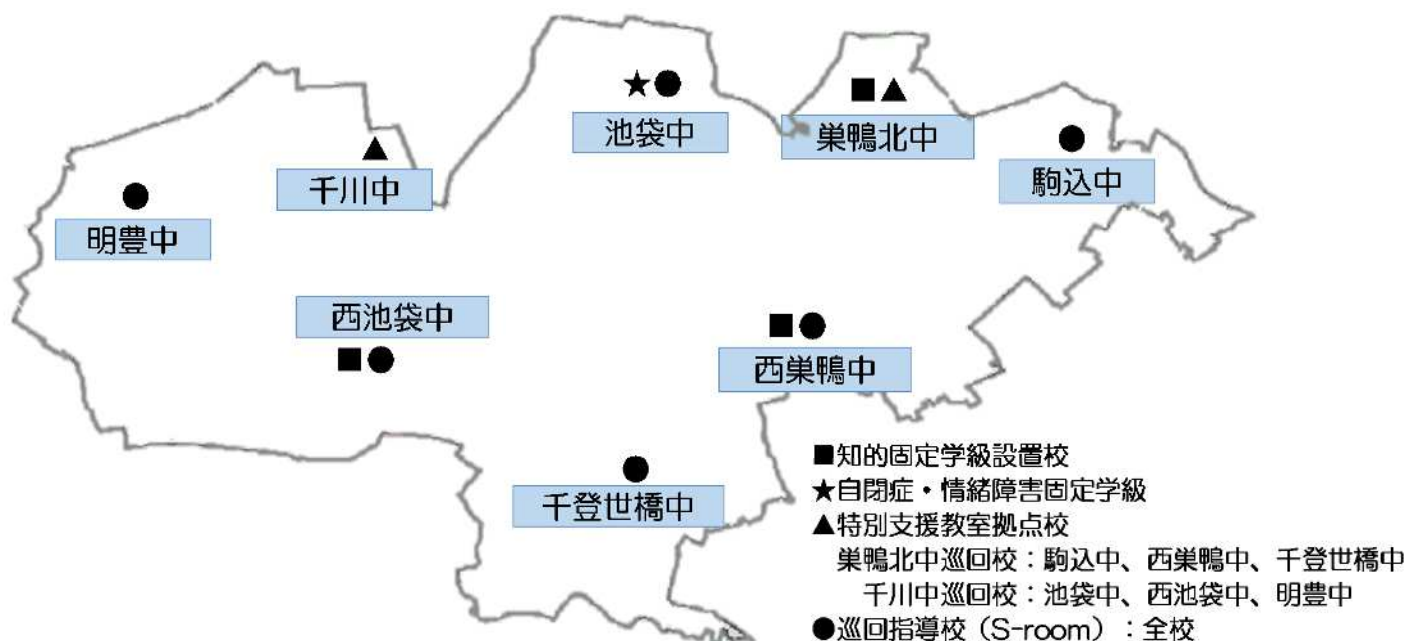 ★●
池袋中
■▲
巣鴨北中
●
駒込中
▲
千川中
●
明豊中
西池袋中
■●
■●
西巣鴨中
●
千登世橋中
■知的固定学級設置校
★自閉症・情緒障害固定学級
▲特別支援教室拠点校
巣鴨北中巡回校：駒込中、西巣鴨中、千登世橋中
千川中巡回校：池袋中、西池袋中、明豊中
●巡回指導校（S-room）：全校